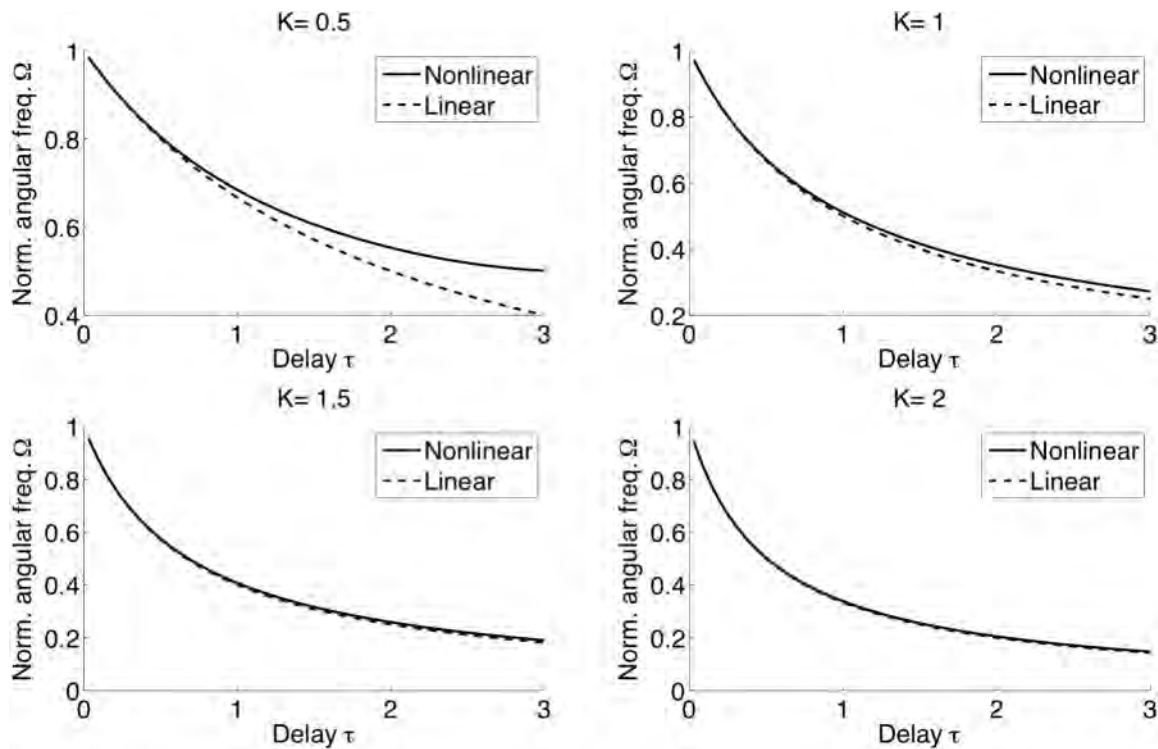 K= 0.5
Norm. angular freq. Ω
1
0.8
0.6
0.4
Nonlinear
Linear
0 1 2 3
Delay τ
K= 1
Norm. angular freq. Ω
1
0.8
0.6
0.4
0.2
Nonlinear
Linear
0 1 2 3
Delay τ
K= 1.5
Norm. angular freq. Ω
1
0.8
0.6
0.4
0.2
0
Nonlinear
Linear
0 1 2 3
Delay τ
K= 2
Norm. angular freq. Ω
1
0.8
0.6
0.4
0.2
0
Nonlinear
Linear
0 1 2 3
Delay τ